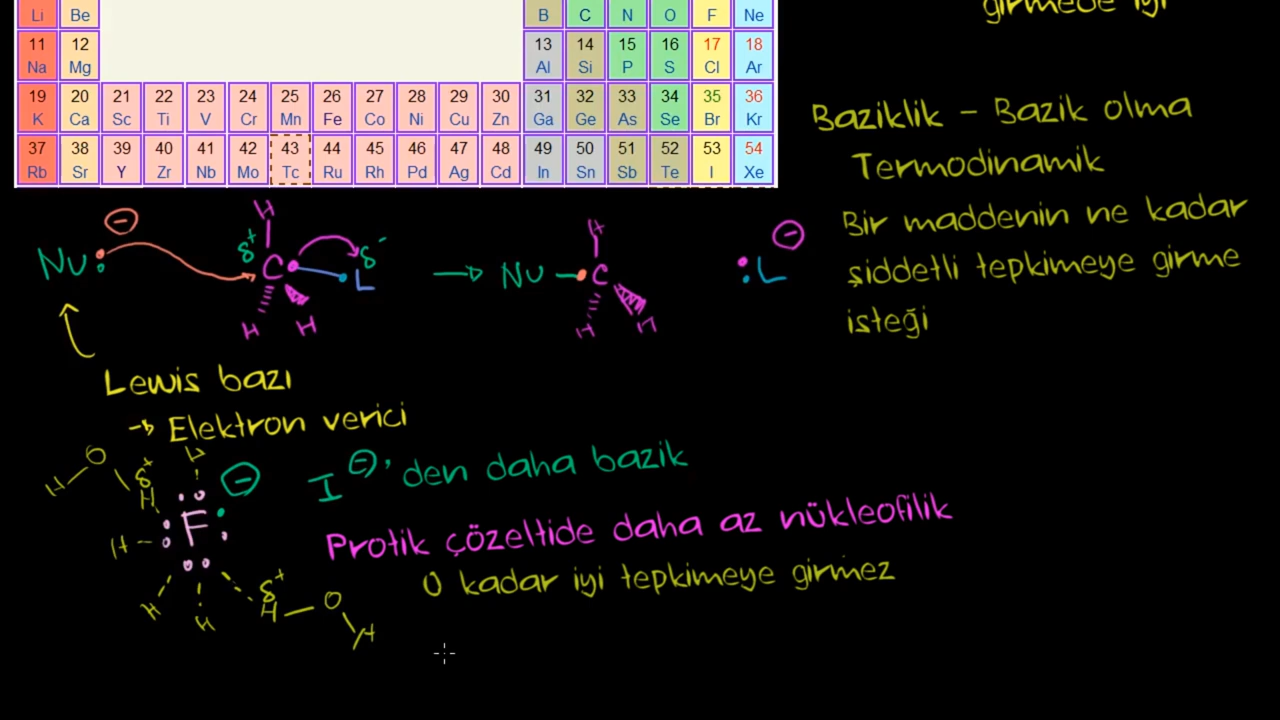 girmede iyi
Li Be B C N O F Ne
11 12 13 14 15 16 17 18
Na Mg Al Si P S Cl Ar
19 20 21 22 23 24 25 26 27 28 29 30 31 32 33 34 35 36
K Ca Sc Ti V Cr Mn Fe Co Ni Cu Zn Ga Ge As Se Br Kr
37 38 39 40 41 42 43 44 45 46 47 48 49 50 51 52 53 54
Rb Sr Y Zr Nb Mo Tc Ru Rh Pd Ag Cd In Sn Sb Te I Xe
Baziklik - Bazik olma
Termodinamik
Bir maddenin ne kadar
şiddetli tepkimeye girme
isteği
H
δ+ δ-
Nu: C L
H H
→ Nu - C
H
H H
:L -
Lewis bazı
→ Elektron verici
H O δ+ H
H F -
H H H δ+ H - O H
I⊖'den daha bazik
Protik çözeltide daha az nükleofilik
O kadar iyi tepkimeye girmez